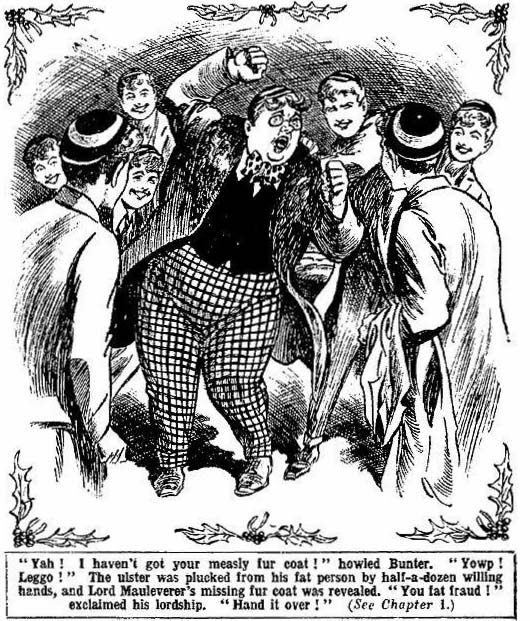 "Yah ! I haven't got your measly fur coat ! " howled Bunter. " Yowp !
Leggo ! " The ulster was plucked from his fat person by half-a-dozen willing
hands, and Lord Mauleverer's missing fur coat was revealed. " You fat fraud ! "
exclaimed his lordship. " Hand it over ! " (See Chapter 1.)